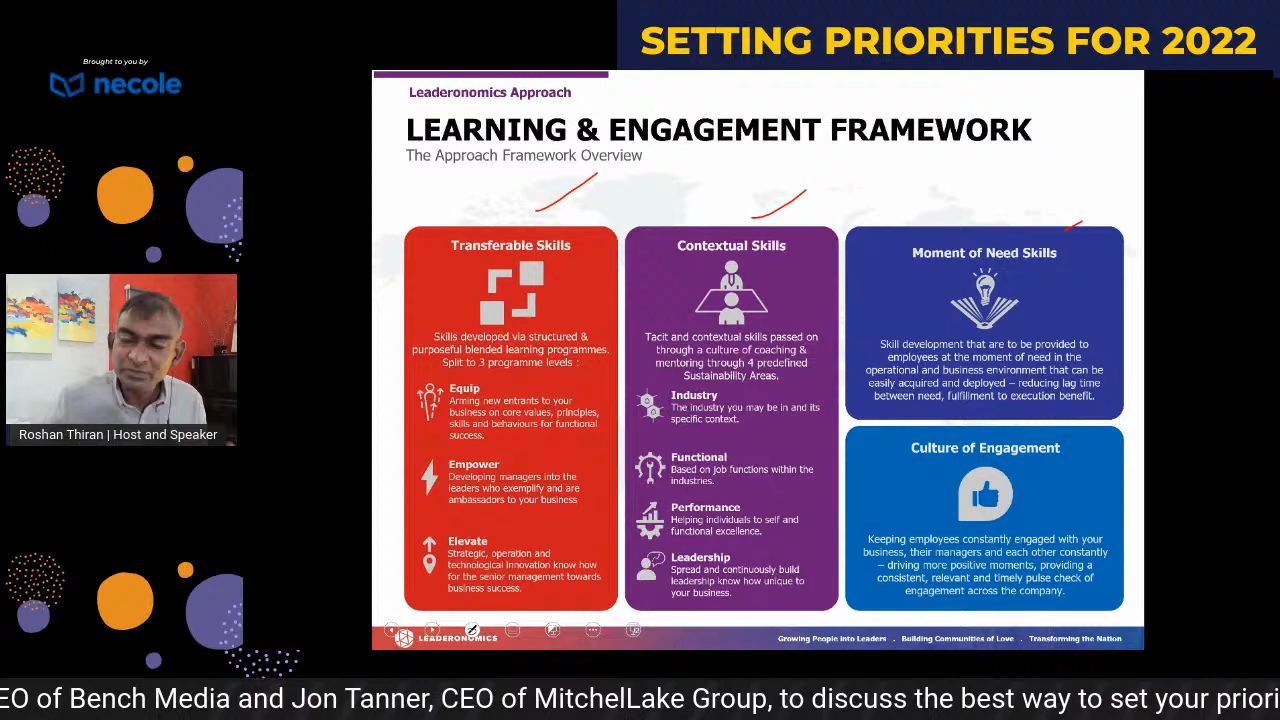 SETTING PRIORITIES FOR 2022
Brought to you by
necole
Leaderonomics Approach
LEARNING & ENGAGEMENT FRAMEWORK
The Approach Framework Overview
Transferable Skills
Skills developed via structured &
purposeful blended learning programmes.
Split to 3 programme levels :
Equip
Arming new entrants to your
business on core values, principles,
skills and behaviours for functional
success.
Empower
Developing managers into the
leaders who exemplify and are
ambassadors to your business
Elevate
Strategic, operation and
technological innovation know how
for the senior management towards
business success.
Contextual Skills
Tacit and contextual skills passed on
through a culture of coaching &
mentoring through 4 predefined
Sustainability Areas.
Industry
The industry you may be in and its
specific context.
Functional
Based on job functions within the
industries.
Performance
Helping individuals to self and
functional excellence.
Leadership
Spread and continuously build
leadership know how unique to
your business.
Moment of Need Skills
Skill development that are to be provided to
employees at the moment of need in the
operational and business environment that can be
easily acquired and deployed – reducing lag time
between need, fulfillment to execution benefit.
Culture of Engagement
Keeping employees constantly engaged with your
business, their managers and each other constantly
– driving more positive moments, providing a
consistent, relevant and timely pulse check of
engagement across the company.
Roshan Thiran | Host and Speaker
LEADERONOMICS
Growing People into Leaders . Building Communities of Love . Transforming the Nation
EO of Bench Media and Jon Tanner, CEO of MitchelLake Group, to discuss the best way to set your priori